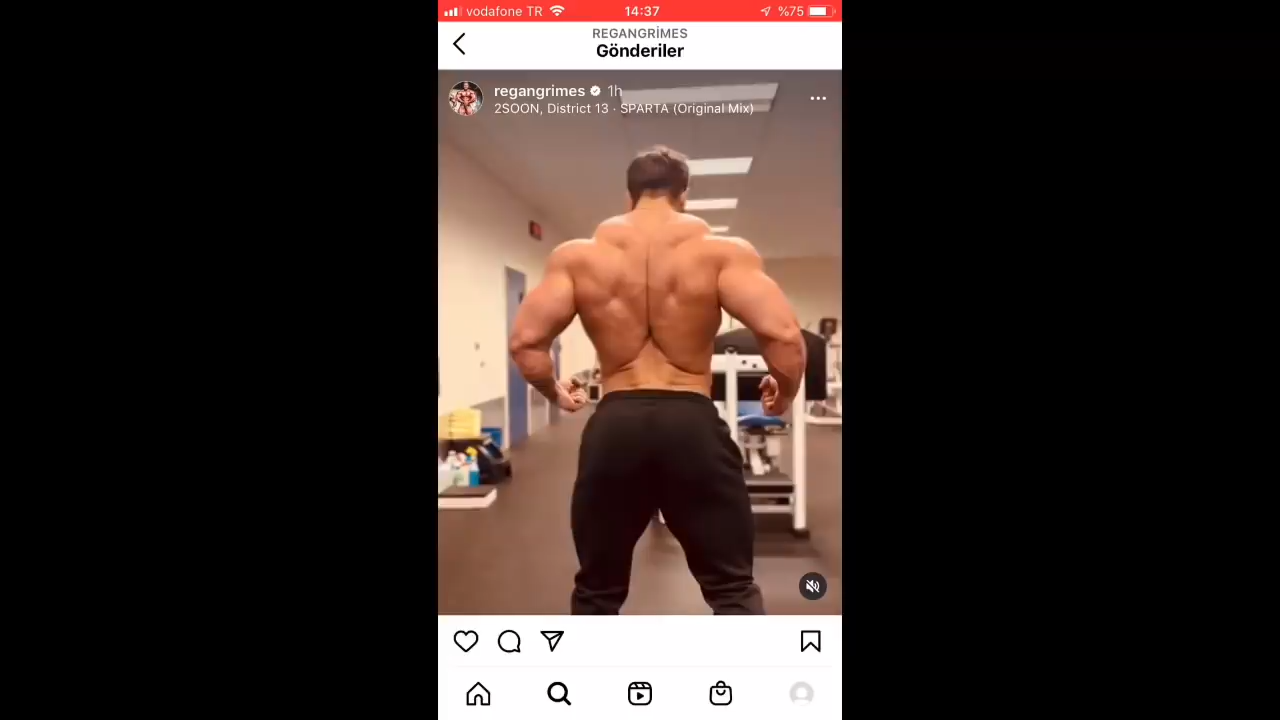 vodafone TR
14:37
%75
REGANGRİMES
Gönderiler
regangrimes 1h
2SOON, District 13 · SPARTA (Original Mix)